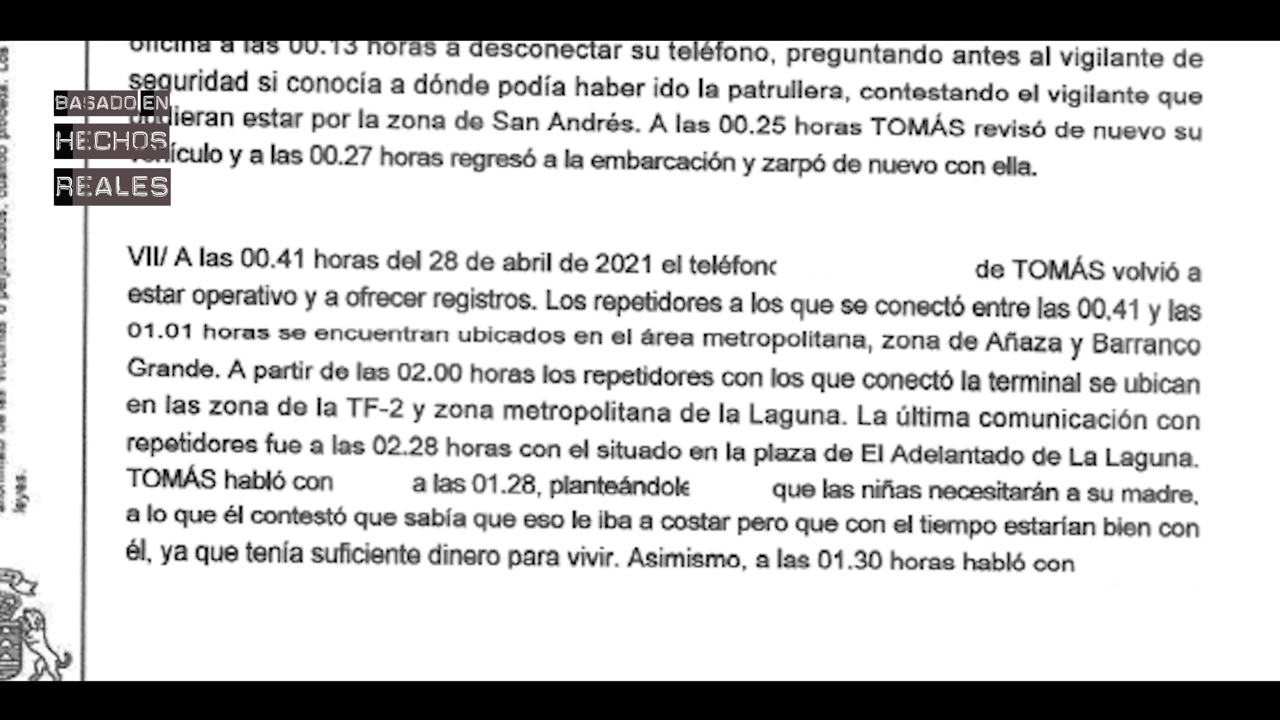 oficina a las 00.13 horas a desconectar su teléfono, preguntando antes al vigilante de
seguridad si conocía a dónde podía haber ido la patrullera, contestando el vigilante que
pudieran estar por la zona de San Andrés. A las 00.25 horas TOMÁS revisó de nuevo su
vehículo y a las 00.27 horas regresó a la embarcación y zarpó de nuevo con ella.
BASADO EN
HECHOS
REALES
VII/ A las 00.41 horas del 28 de abril de 2021 el teléfono de TOMÁS volvió a
estar operativo y a ofrecer registros. Los repetidores a los que se conectó entre las 00.41 y las
01.01 horas se encuentran ubicados en el área metropolitana, zona de Añaza y Barranco
Grande. A partir de las 02.00 horas los repetidores con los que conectó la terminal se ubican
en las zona de la TF-2 y zona metropolitana de la Laguna. La última comunicación con
repetidores fue a las 02.28 horas con el situado en la plaza de El Adelantado de La Laguna.
TOMÁS habló con a las 01.28, planteándole que las niñas necesitarán a su madre,
a lo que él contestó que sabía que eso le iba a costar pero que con el tiempo estarían bien con
él, ya que tenía suficiente dinero para vivir. Asimismo, a las 01.30 horas habló con
leyes.